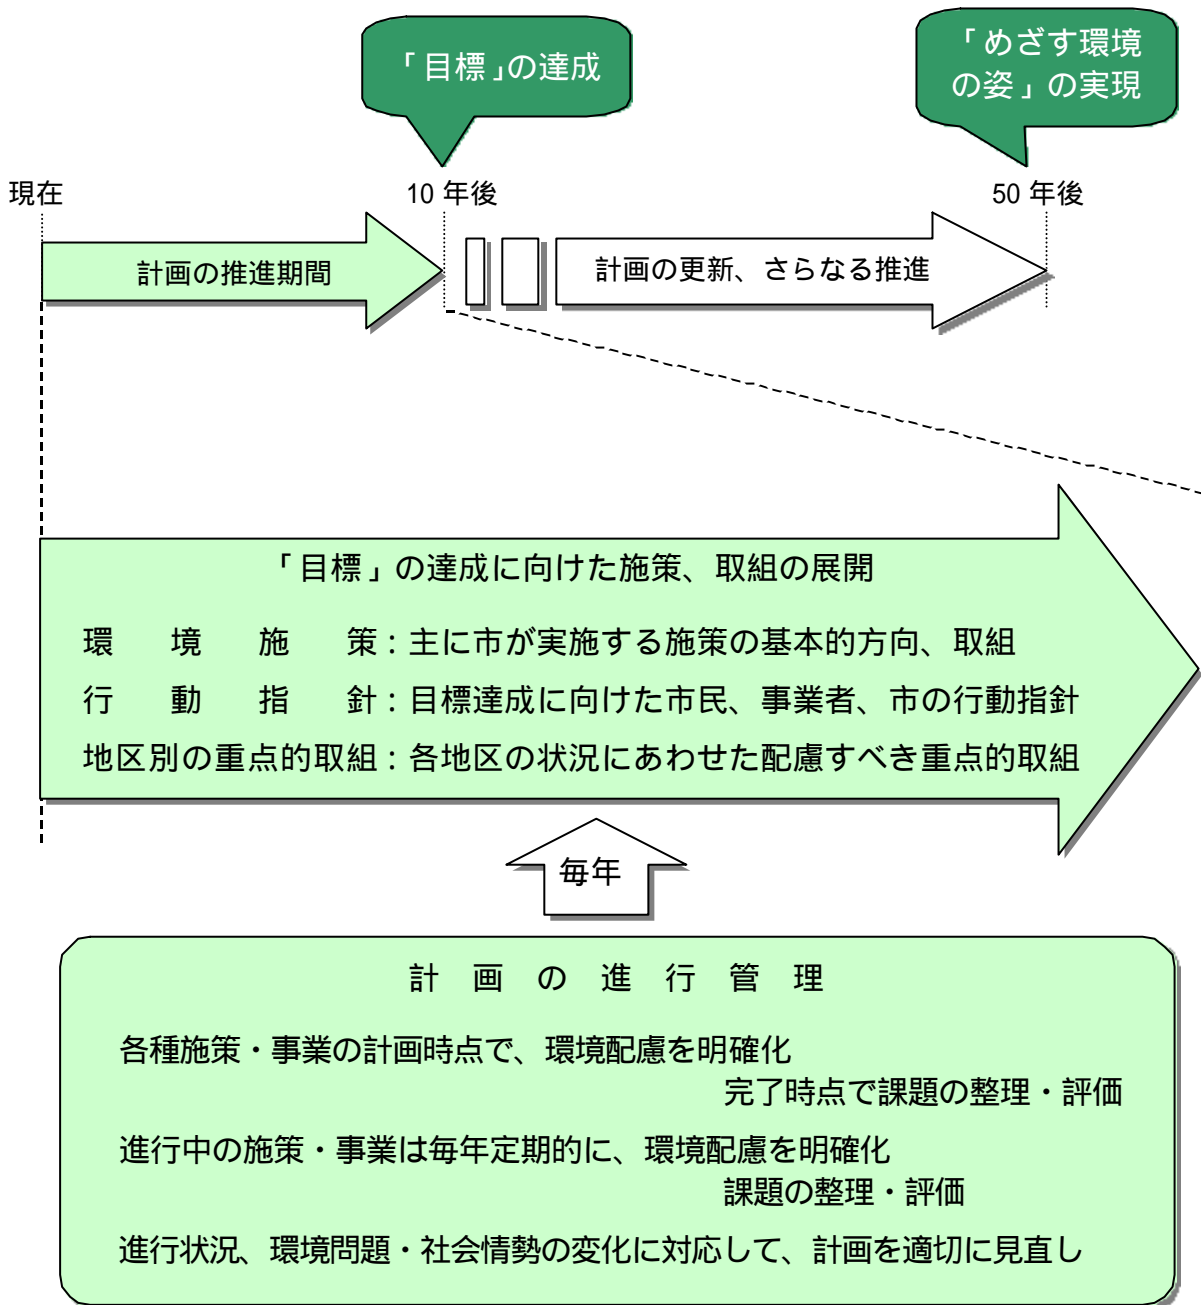 「目標」の達成
「めざす環境
の姿」の実現
現在
10 年後
50 年後
計画の推進期間
計画の更新、さらなる推進
「目標」の達成に向けた施策、取組の展開
環境施策：主に市が実施する施策の基本的方向、取組
行動指針：目標達成に向けた市民、事業者、市の行動指針
地区別の重点的取組：各地区の状況にあわせた配慮すべき重点的取組
毎年
計画の進行管理
各種施策・事業の計画時点で、環境配慮を明確化
完了時点で課題の整理・評価
進行中の施策・事業は毎年定期的に、環境配慮を明確化
課題の整理・評価
進行状況、環境問題・社会情勢の変化に対応して、計画を適切に見直し